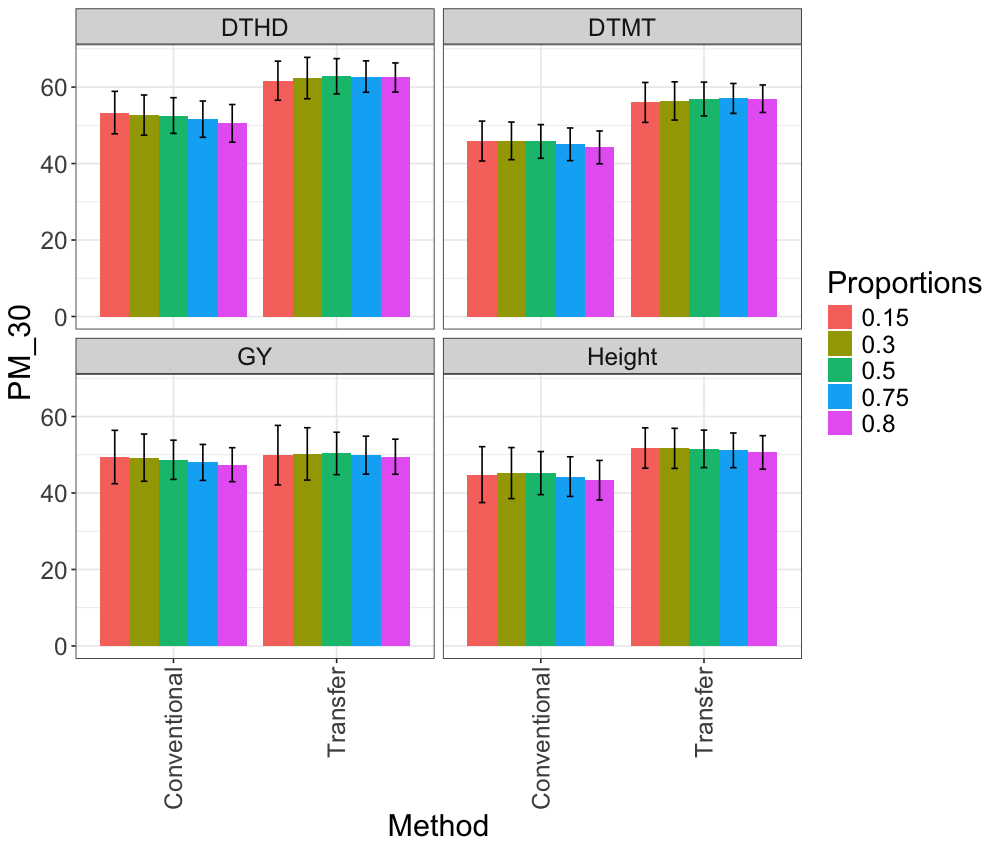 DTHD
DTMT
60
40
20
0
GY
Height
60
40
20
0
PM_30
Conventional
Transfer
Conventional
Transfer
Method
Proportions
0.15
0.3
0.5
0.75
0.8